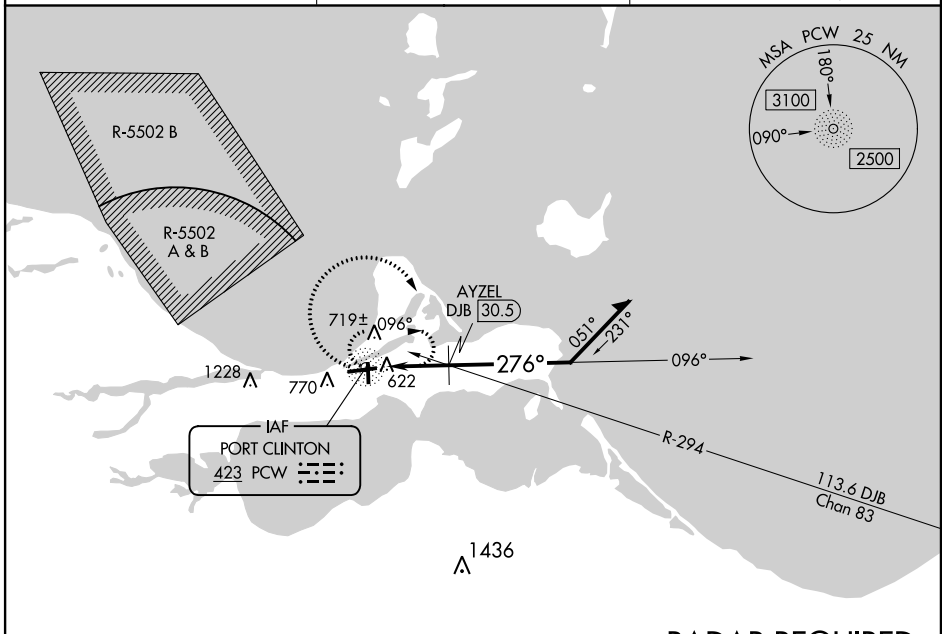 MSA PCW 25 NM
180°
3100
090°
2500
R-5502 B
R-5502
A & B
AYZEL
DJB 30.5
719± 096°
051°
231°
276°
096°
1228
770
622
IAF
PORT CLINTON
423 PCW
R-294
113.6 DJB
Chan 83
1436
RADAR REQUIRED